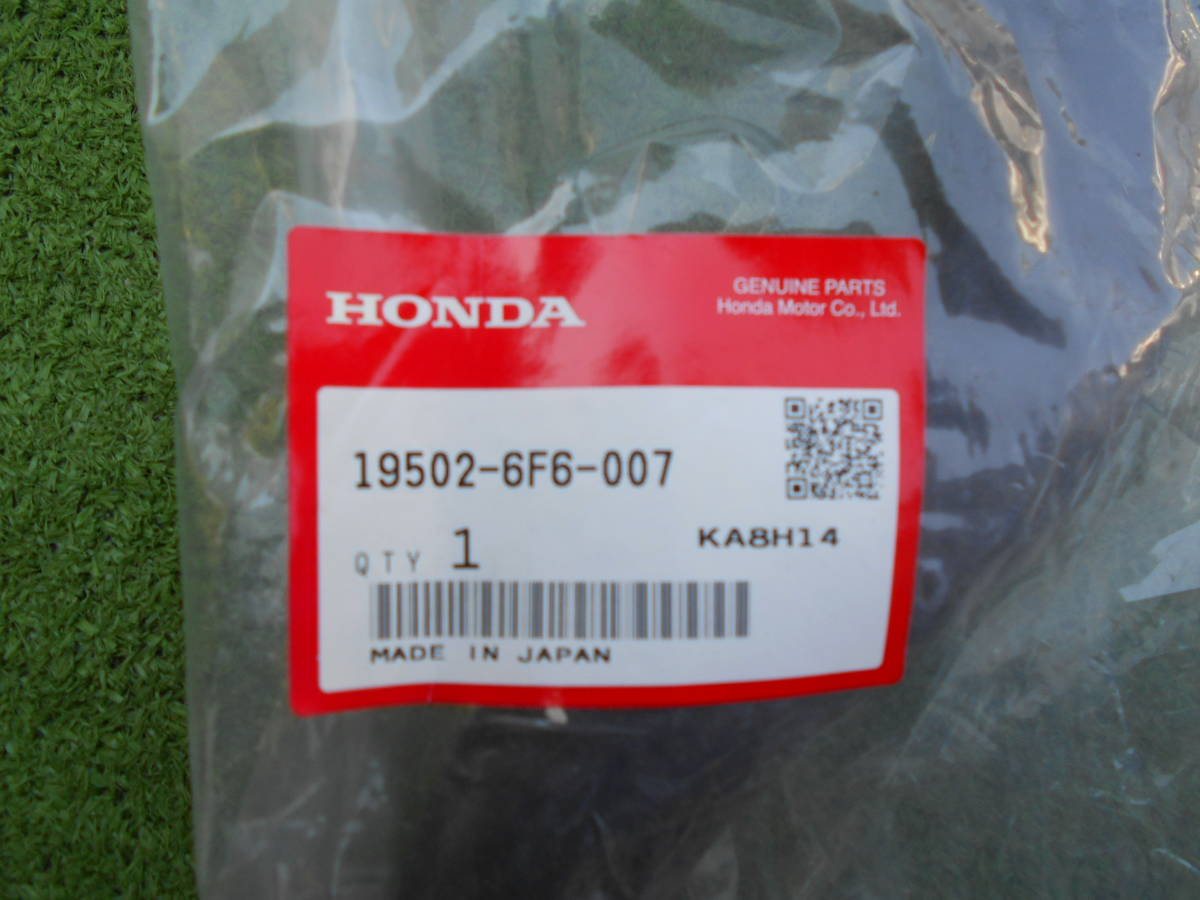 HONDA
GENUINE PARTS
Honda Motor Co., Ltd.
19502-6F6-007
KA8H14
QTY 1
MADE IN JAPAN